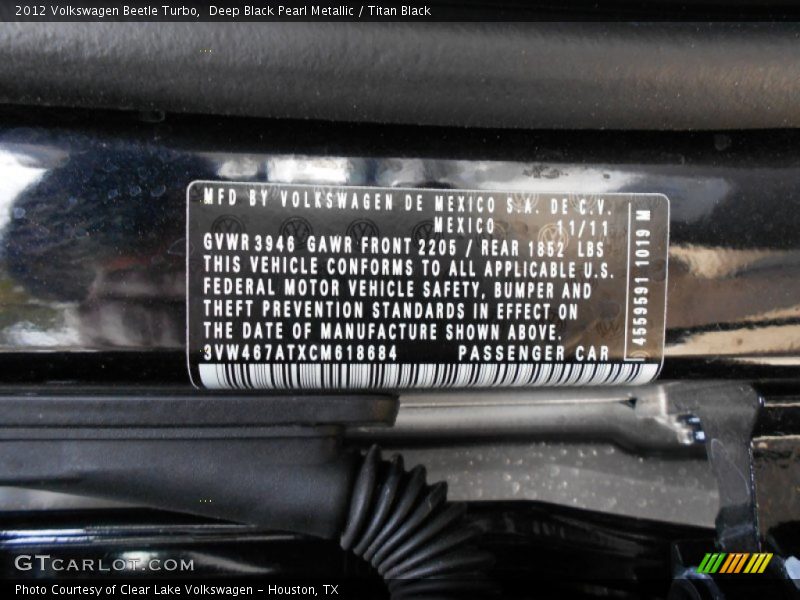 2012 Volkswagen Beetle Turbo,  Deep Black Pearl Metallic / Titan Black
MFD BY VOLKSWAGEN DE MEXICO S.A. DE C.V.
MEXICO 11/11
GVWR 3946 GAWR FRONT 2205 / REAR 1852 LBS
THIS VEHICLE CONFORMS TO ALL APPLICABLE U.S.
FEDERAL MOTOR VEHICLE SAFETY, BUMPER AND
THEFT PREVENTION STANDARDS IN EFFECT ON
THE DATE OF MANUFACTURE SHOWN ABOVE.
3VW467ATXCM618684 PASSENGER CAR
4559591 1019 M
GTCARLOT.COM
Photo Courtesy of Clear Lake Volkswagen - Houston, TX